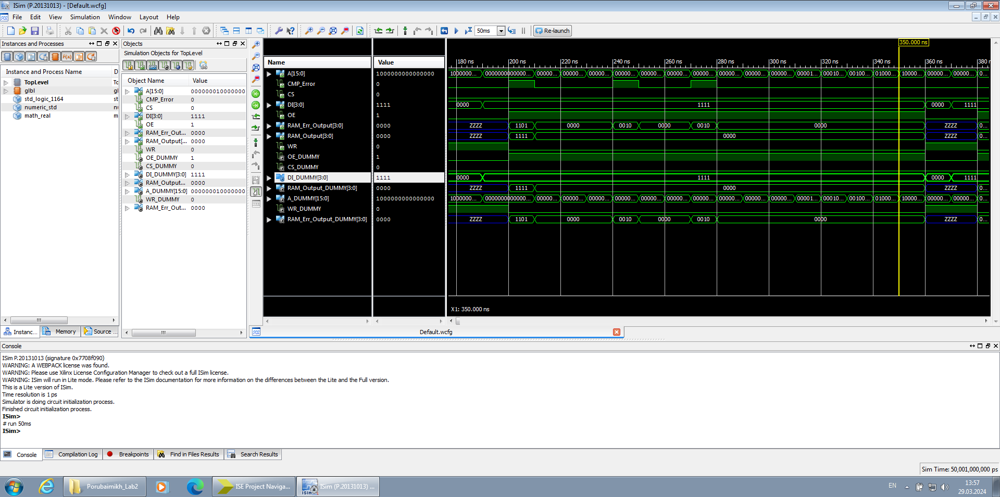 ISim (P.20131013) - [Default.wcfg]
File Edit View Simulation Window Layout Help
50ms Re-launch
Instances and Processes
Instance and Process Name D
TopLevel To
glbl gl
std_logic_1164 st
numeric_std nu
math_real m
Instanc... Memory Source ...
Objects
Simulation Objects for TopLevel
Object Name Value
A[15:0] 000000010000000
CMP_Error 0
CS 0
DI[3:0] 1111
OE 1
RAM_Err_Out... 0000
RAM_Output[... 0000
WR 0
OE_DUMMY 1
CS_DUMMY 0
DI_DUMMY[3:0] 1111
RAM_Output... 0000
A_DUMMY[15:0] 000000010000000
WR_DUMMY 0
RAM_Err_Out... 0000
350.000 ns
Name Value 180 ns 200 ns 220 ns 240 ns 260 ns 280 ns 300 ns 320 ns 340 ns 360 ns 380 n
A[15:0] 1000000000000000 1000000... 0000000000000... 00000... 00000... 00000... 00000... 00000... 00000... 00000... 00000... 00000... 00001... 00010... 00100... 01000... 10000... 00000... 00000... 0...
CMP_Error 0
CS 0
DI[3:0] 1111 0000 1111 0000 1111
OE 1
RAM_Err_Output[3:0] 0000 ZZZZ 1101 0000 0010 0000 0010 0000 ZZZZ 0...
RAM_Output[3:0] 0000 ZZZZ 1111 0000 ZZZZ 0...
WR 0
OE_DUMMY 1
CS_DUMMY 0
DI_DUMMY[3:0] 1111 0000 1111 0000 1111
RAM_Output_DUMMY[3:0] 0000 ZZZZ 1111 0000 ZZZZ 0...
A_DUMMY[15:0] 1000000000000000 1000000... 0000000000000... 00000... 00000... 00000... 00000... 00000... 00000... 00000... 00000... 00000... 00001... 00010... 00100... 01000... 10000... 00000... 00000... 0...
WR_DUMMY 0
RAM_Err_Output_DUMMY[3:0] 0000 ZZZZ 1101 0000 0010 0000 0010 0000 ZZZZ 0...
X1: 350.000 ns
Default.wcfg
Console
ISim P.20131013 (signature 0x7708f090)
WARNING: A WEBPACK license was found.
WARNING: Please use Xilinx License Configuration Manager to check out a full ISim license.
WARNING: ISim will run in Lite mode. Please refer to the ISim documentation for more information on the differences between the Lite and the Full version.
This is a Lite version of ISim.
Time resolution is 1 ps
Simulator is doing circuit initialization process.
Finished circuit initialization process.
ISim>
# run 50ms
ISim>
Console Compilation Log Breakpoints Find in Files Results Search Results
Sim Time: 50,001,000,000 ps
Porubaimikh_Lab2 ISE Project Naviga... ISim (P.20131013) ... EN 13:57
29.03.2024